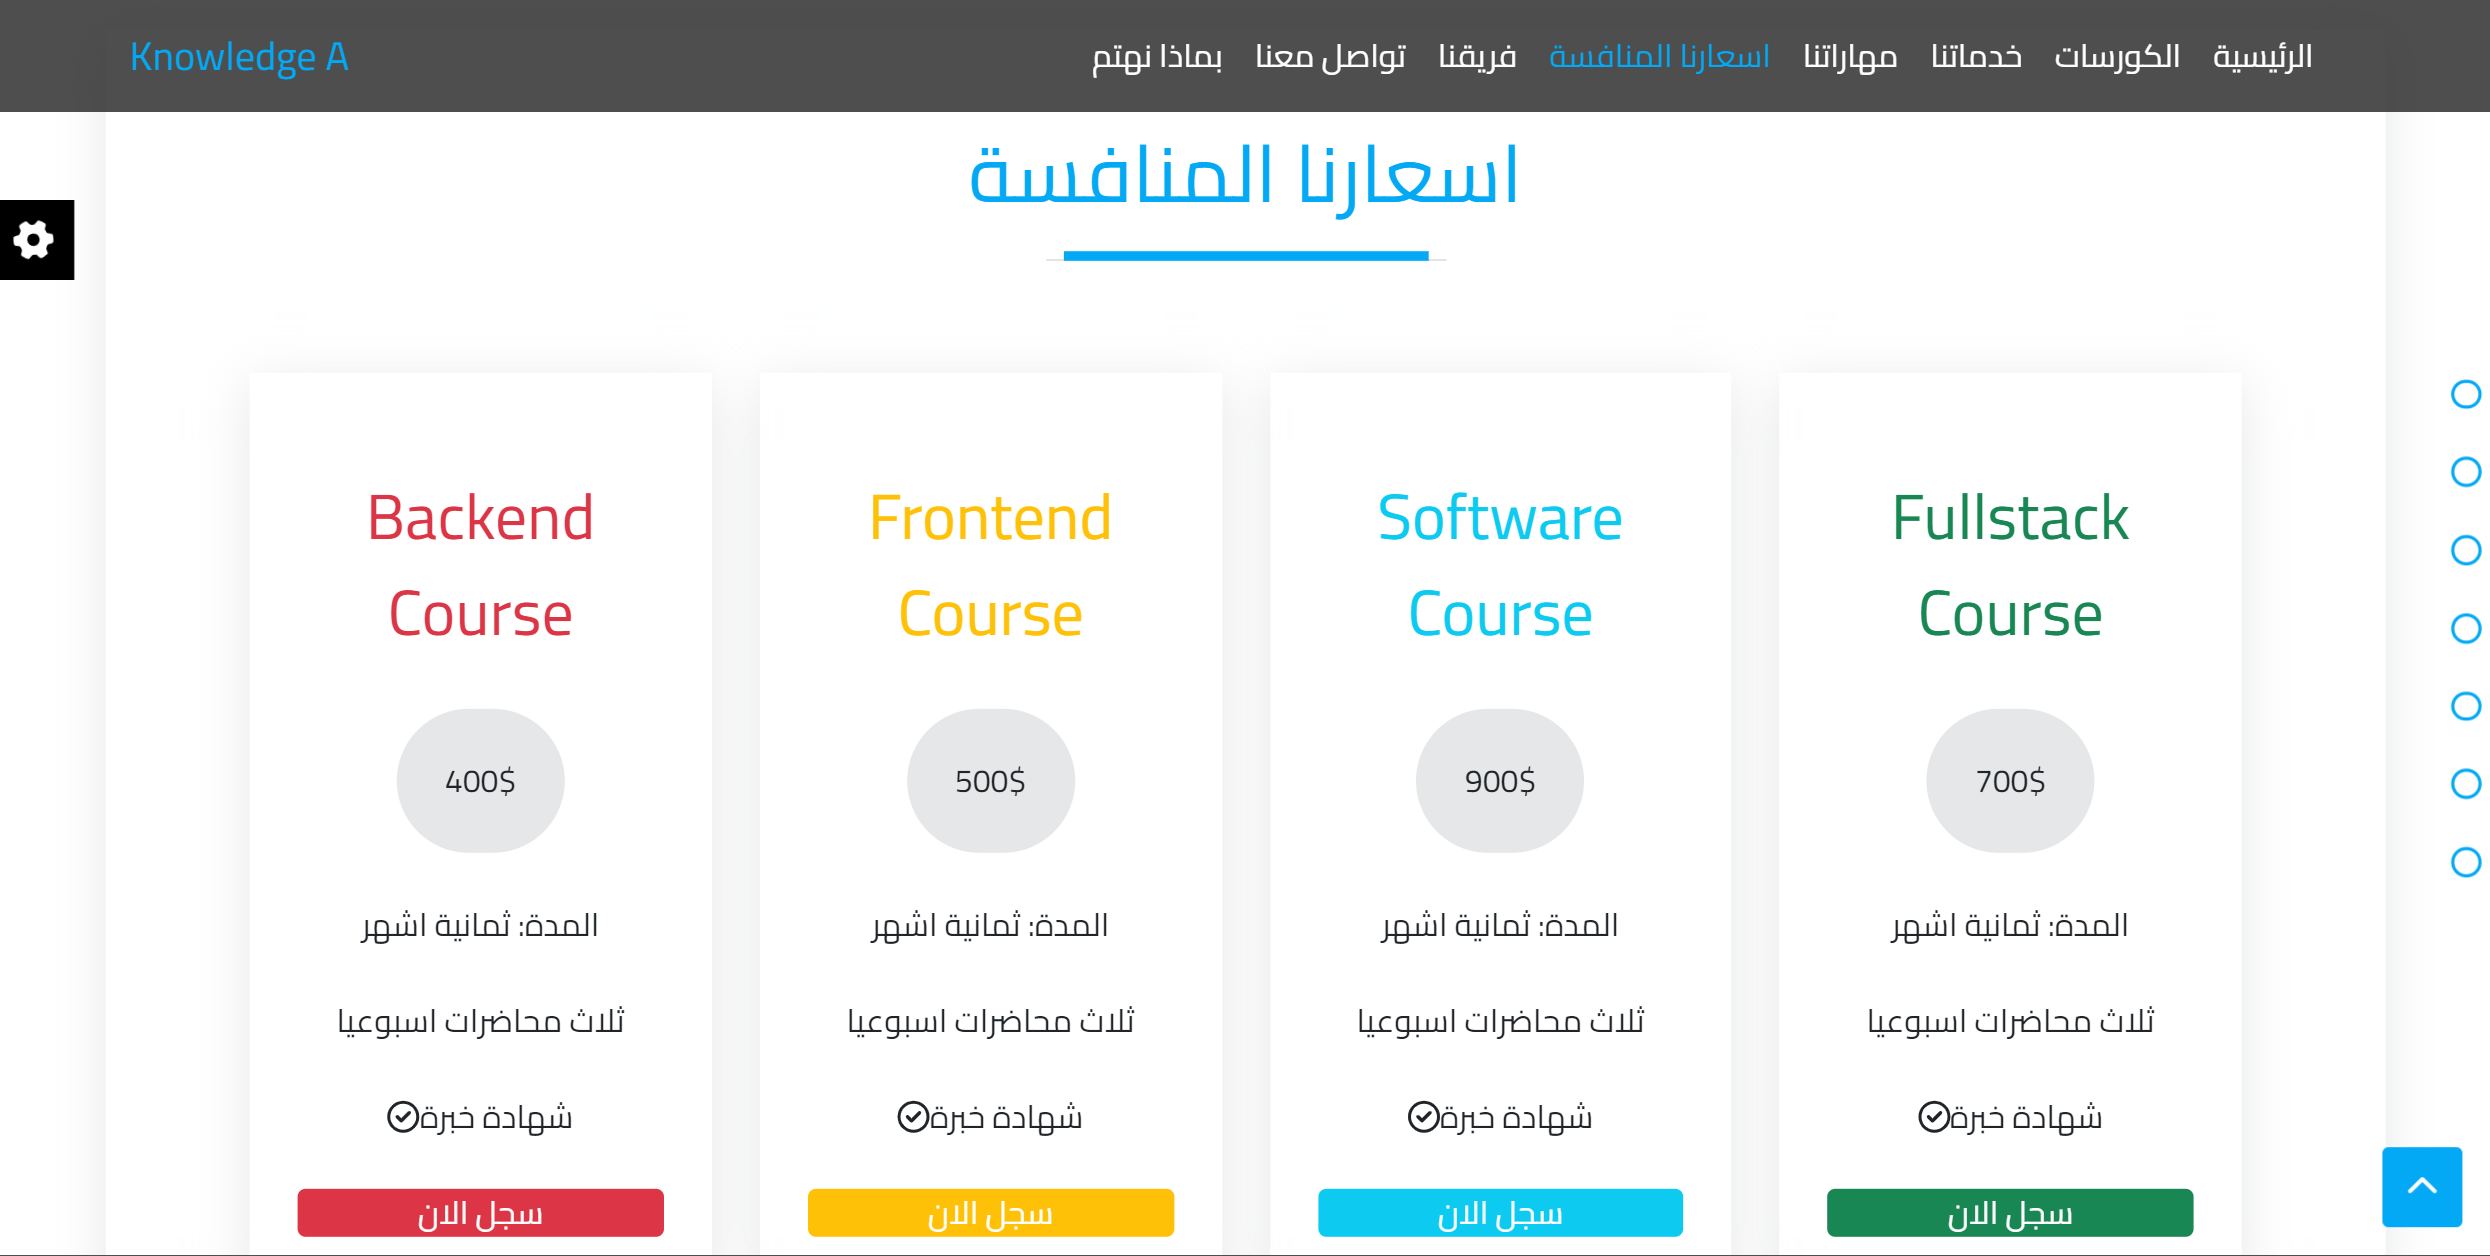 الرئيسية الكورسات خدماتنا مهاراتنا اسعارنا المنافسة فريقنا تواصل معنا بماذا نهتم
Knowledge A
اسعارنا المنافسة
Fullstack
Course
700$
المدة: ثمانية اشهر
ثلاث محاضرات اسبوعيا
شهادة خبرة
سجل الان
Software
Course
900$
المدة: ثمانية اشهر
ثلاث محاضرات اسبوعيا
شهادة خبرة
سجل الان
Frontend
Course
500$
المدة: ثمانية اشهر
ثلاث محاضرات اسبوعيا
شهادة خبرة
سجل الان
Backend
Course
400$
المدة: ثمانية اشهر
ثلاث محاضرات اسبوعيا
شهادة خبرة
سجل الان